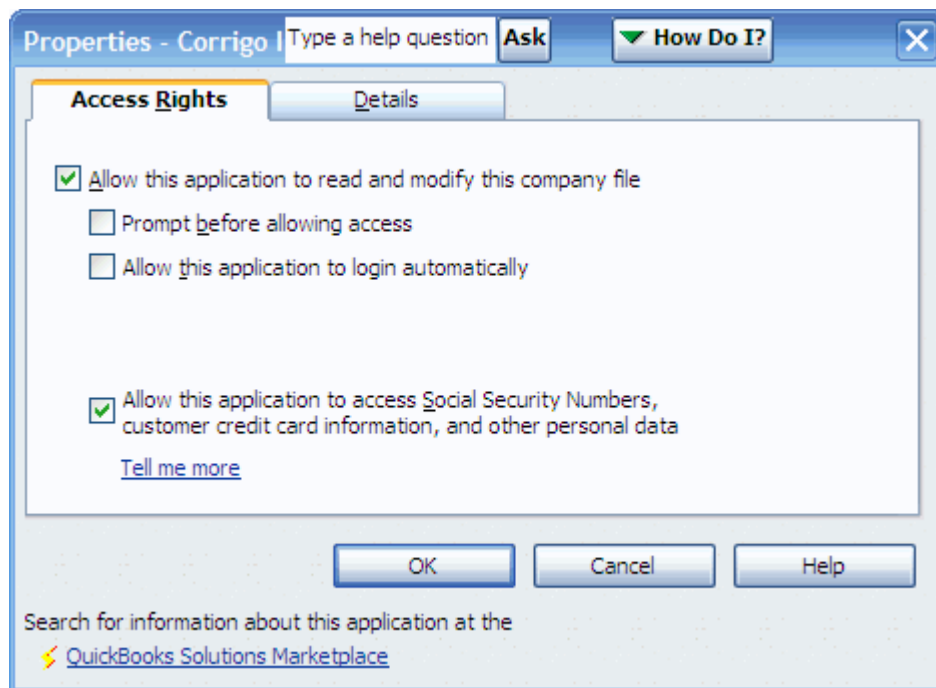 Properties - Corrigo Type a help question Ask How Do I?
Access Rights Details
Allow this application to read and modify this company file
Prompt before allowing access
Allow this application to login automatically
Allow this application to access Social Security Numbers,
customer credit card information, and other personal data
Tell me more
OK Cancel Help
Search for information about this application at the
QuickBooks Solutions Marketplace